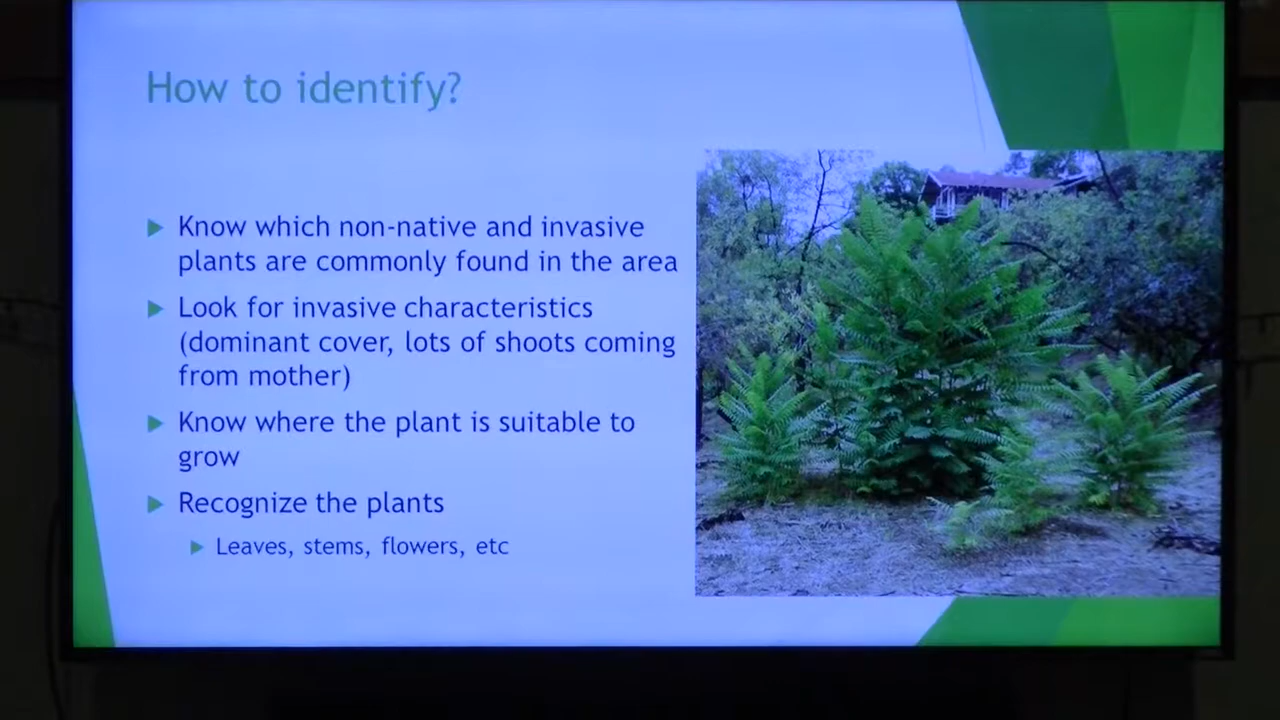 How to identify?
Know which non-native and invasive
plants are commonly found in the area
Look for invasive characteristics
(dominant cover, lots of shoots coming
from mother)
Know where the plant is suitable to
grow
Recognize the plants
Leaves, stems, flowers, etc